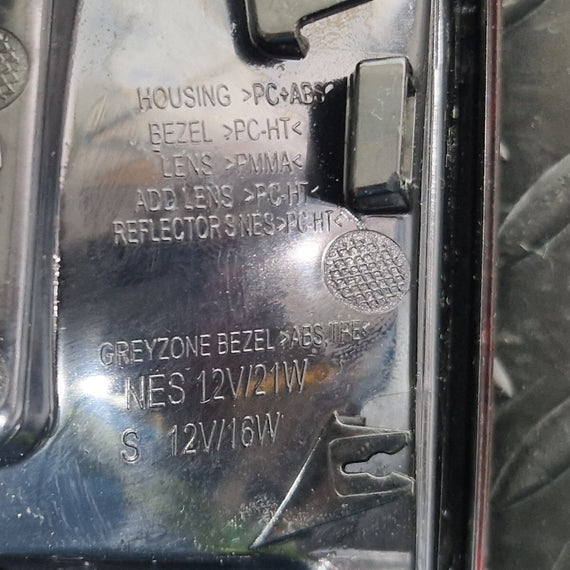 HOUSING >PC+ABS
BEZEL >PC-HT<
LENS >PMMA<
ADD LENS >PC-HT<
REFLECTOR S NES>PC-HT<
GREYZONE BEZEL >ABS, THE<
NES 12V/21W
S 12V/16W